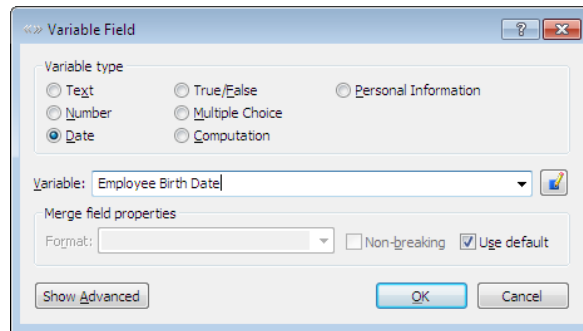 «» Variable Field
Variable type
Text True/False Personal Information
Number Multiple Choice
Date Computation
Variable: Employee Birth Date
Merge field properties
Format: Non-breaking Use default
Show Advanced OK Cancel